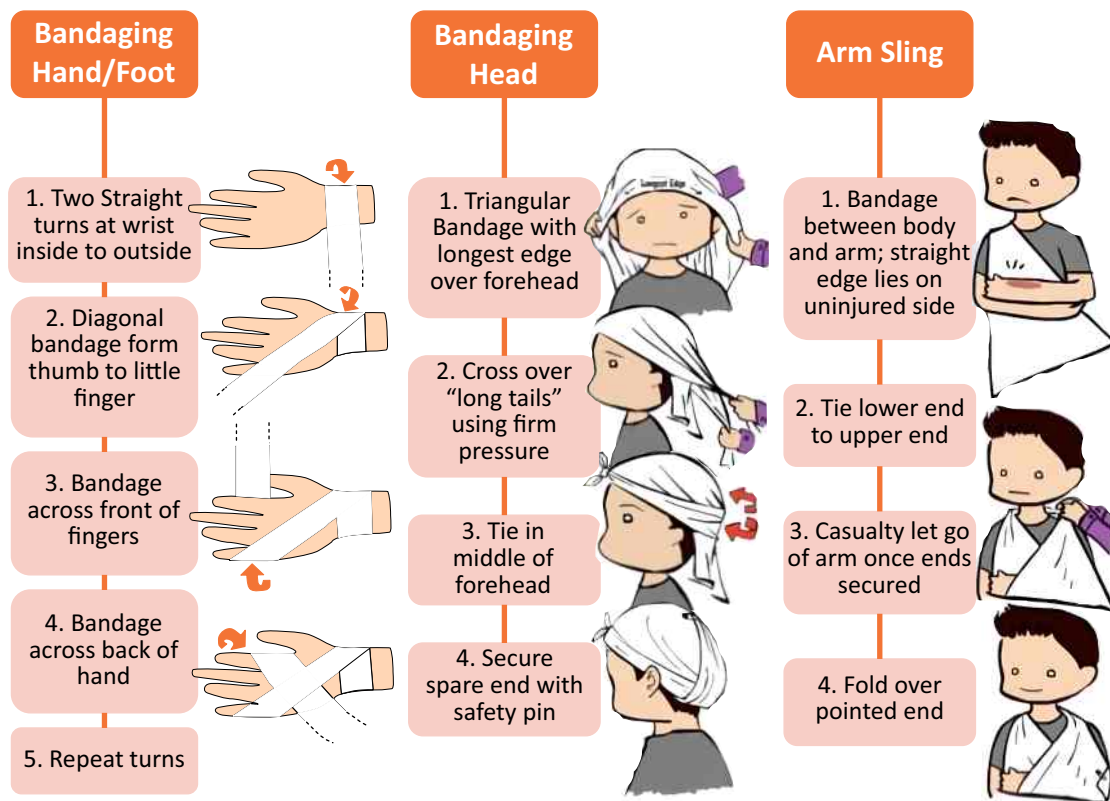 Bandaging
Hand/Foot
1. Two Straight
turns at wrist
inside to outside
2. Diagonal
bandage form
thumb to little
finger
3. Bandage
across front of
fingers
4. Bandage
across back of
hand
5. Repeat turns
Bandaging
Head
Longest Edge
1. Triangular
Bandage with
longest edge
over forehead
2. Cross over
“long tails”
using firm
pressure
3. Tie in
middle of
forehead
4. Secure
spare end with
safety pin
Arm Sling
1. Bandage
between body
and arm; straight
edge lies on
uninjured side
2. Tie lower end
to upper end
3. Casualty let go
of arm once ends
secured
4. Fold over
pointed end